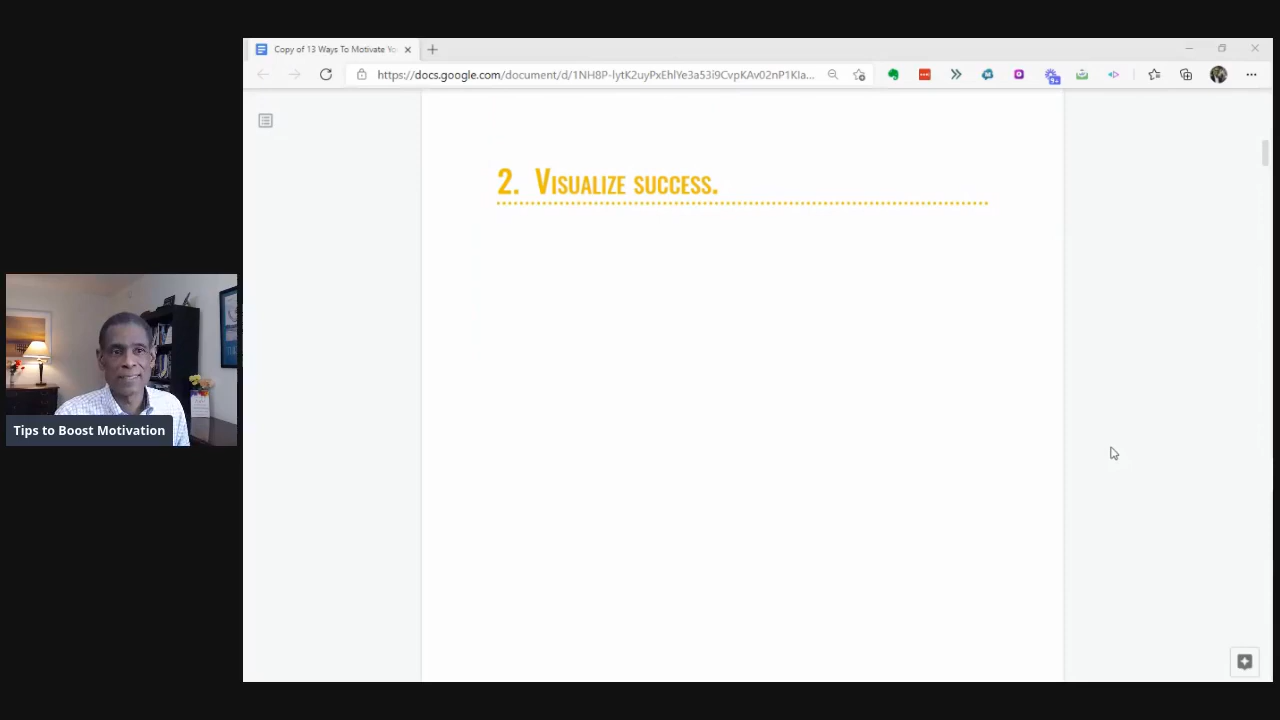 Copy of 13 Ways To Motivate Yo
https://docs.google.com/document/d/1NH8P-lytK2uyPxEhlYe3a53i9CvpKAv02nP1KIa...
2. Visualize success.
Tips to Boost Motivation